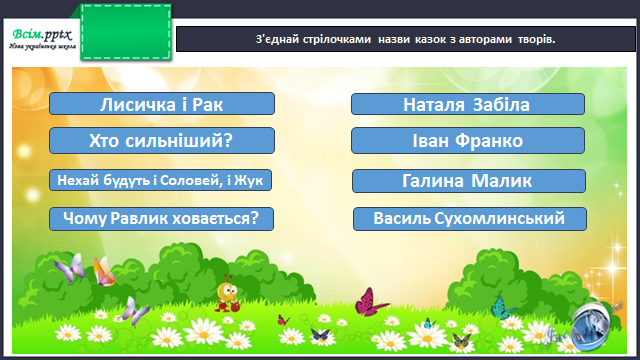 Всім.pptx
Нова українська школа
З'єднай стрілочками назви казок з авторами творів.
Лисичка і Рак
Наталя Забіла
Хто сильніший?
Іван Франко
Нехай будуть і Соловей, і Жук
Галина Малик
Чому Равлик ховається?
Василь Сухомлинський